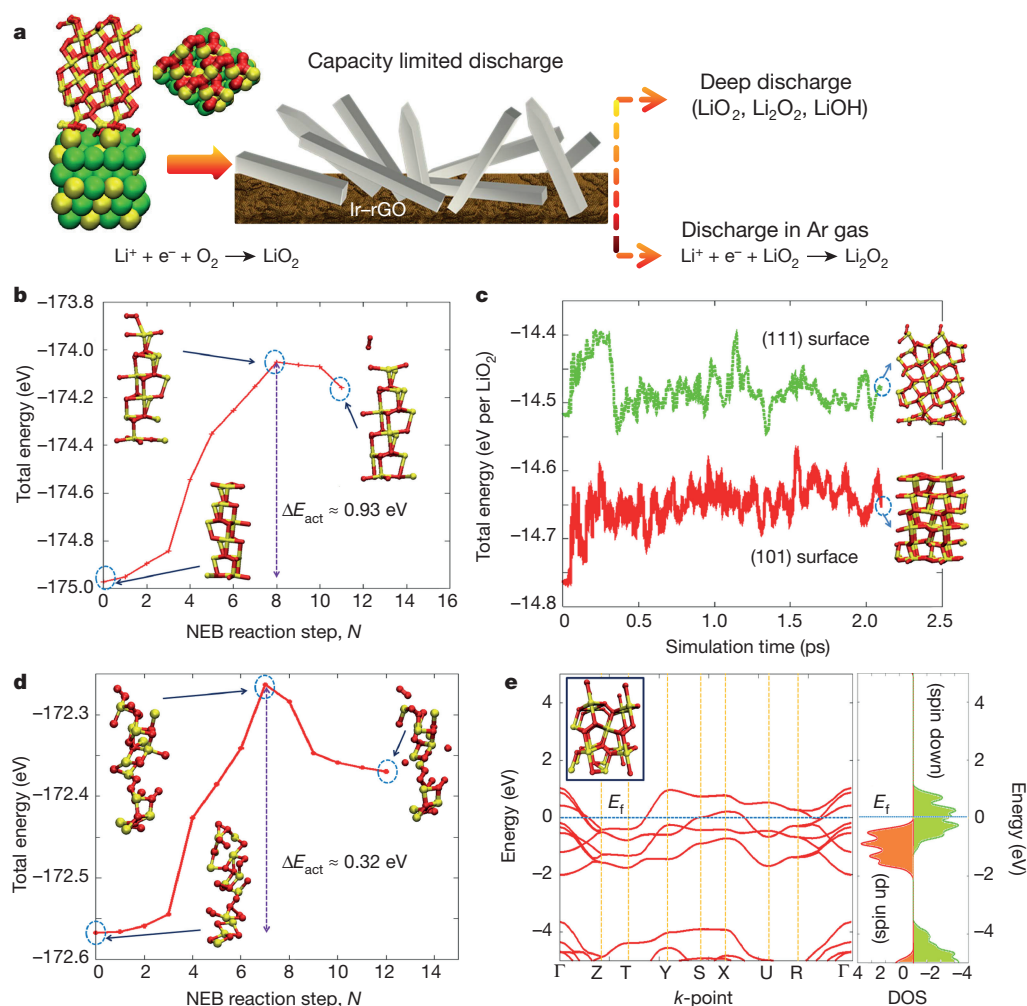 a
Capacity limited discharge
Deep discharge
(LiO₂, Li₂O₂, LiOH)
Ir–rGO
Li⁺ + e⁻ + O₂ → LiO₂
Discharge in Ar gas
Li⁺ + e⁻ + LiO₂ → Li₂O₂
b
Total energy (eV)
−173.8
−174.0
−174.2
−174.4
−174.6
−174.8
−175.0
ΔE_act ≈ 0.93 eV
0 2 4 6 8 10 12 14 16
NEB reaction step, N
c
Total energy (eV per LiO₂)
−14.4
−14.5
−14.6
−14.7
−14.8
(111) surface
(101) surface
0 0.5 1.0 1.5 2.0 2.5
Simulation time (ps)
d
Total energy (eV)
−172.3
−172.4
−172.5
−172.6
ΔE_act ≈ 0.32 eV
0 2 4 6 8 10 12 14
NEB reaction step, N
e
Energy (eV)
4
2
0
−2
−4
E_f
Γ Z T Y S X U R Γ
k-point
E_f
(spin down)
(spin up)
4 2 0 −2 −4
DOS
4
2
0
−2
−4
Energy (eV)